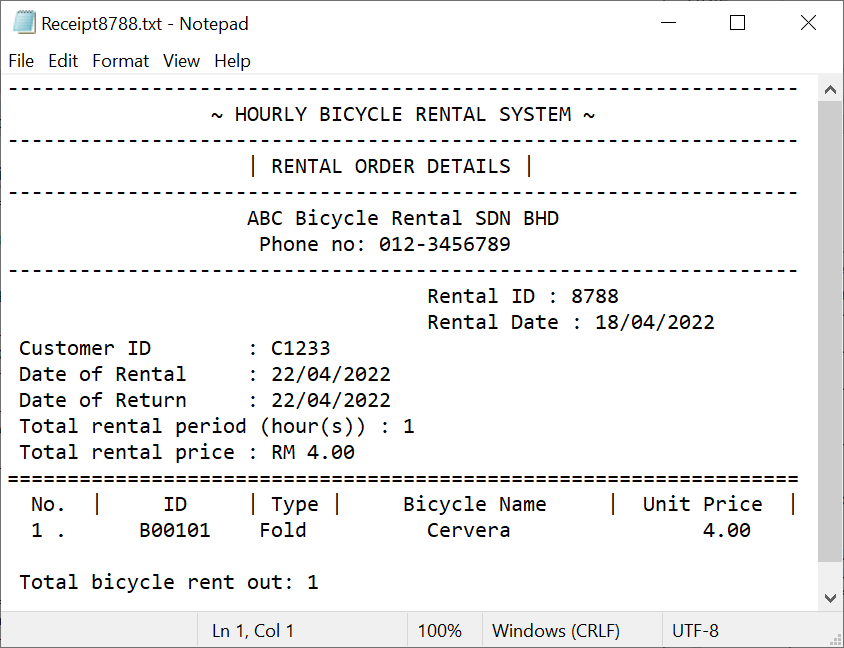 Receipt8788.txt - Notepad
File Edit Format View Help
------------------------------------------------------------------
~ HOURLY BICYCLE RENTAL SYSTEM ~
------------------------------------------------------------------
| RENTAL ORDER DETAILS |
------------------------------------------------------------------
ABC Bicycle Rental SDN BHD
Phone no: 012-3456789
------------------------------------------------------------------
Rental ID : 8788
Rental Date : 18/04/2022
Customer ID : C1233
Date of Rental : 22/04/2022
Date of Return : 22/04/2022
Total rental period (hour(s)) : 1
Total rental price : RM 4.00
==================================================================
No. | ID | Type | Bicycle Name | Unit Price |
1 . B00101 Fold Cervera 4.00
Total bicycle rent out: 1
Ln 1, Col 1 100% Windows (CRLF) UTF-8